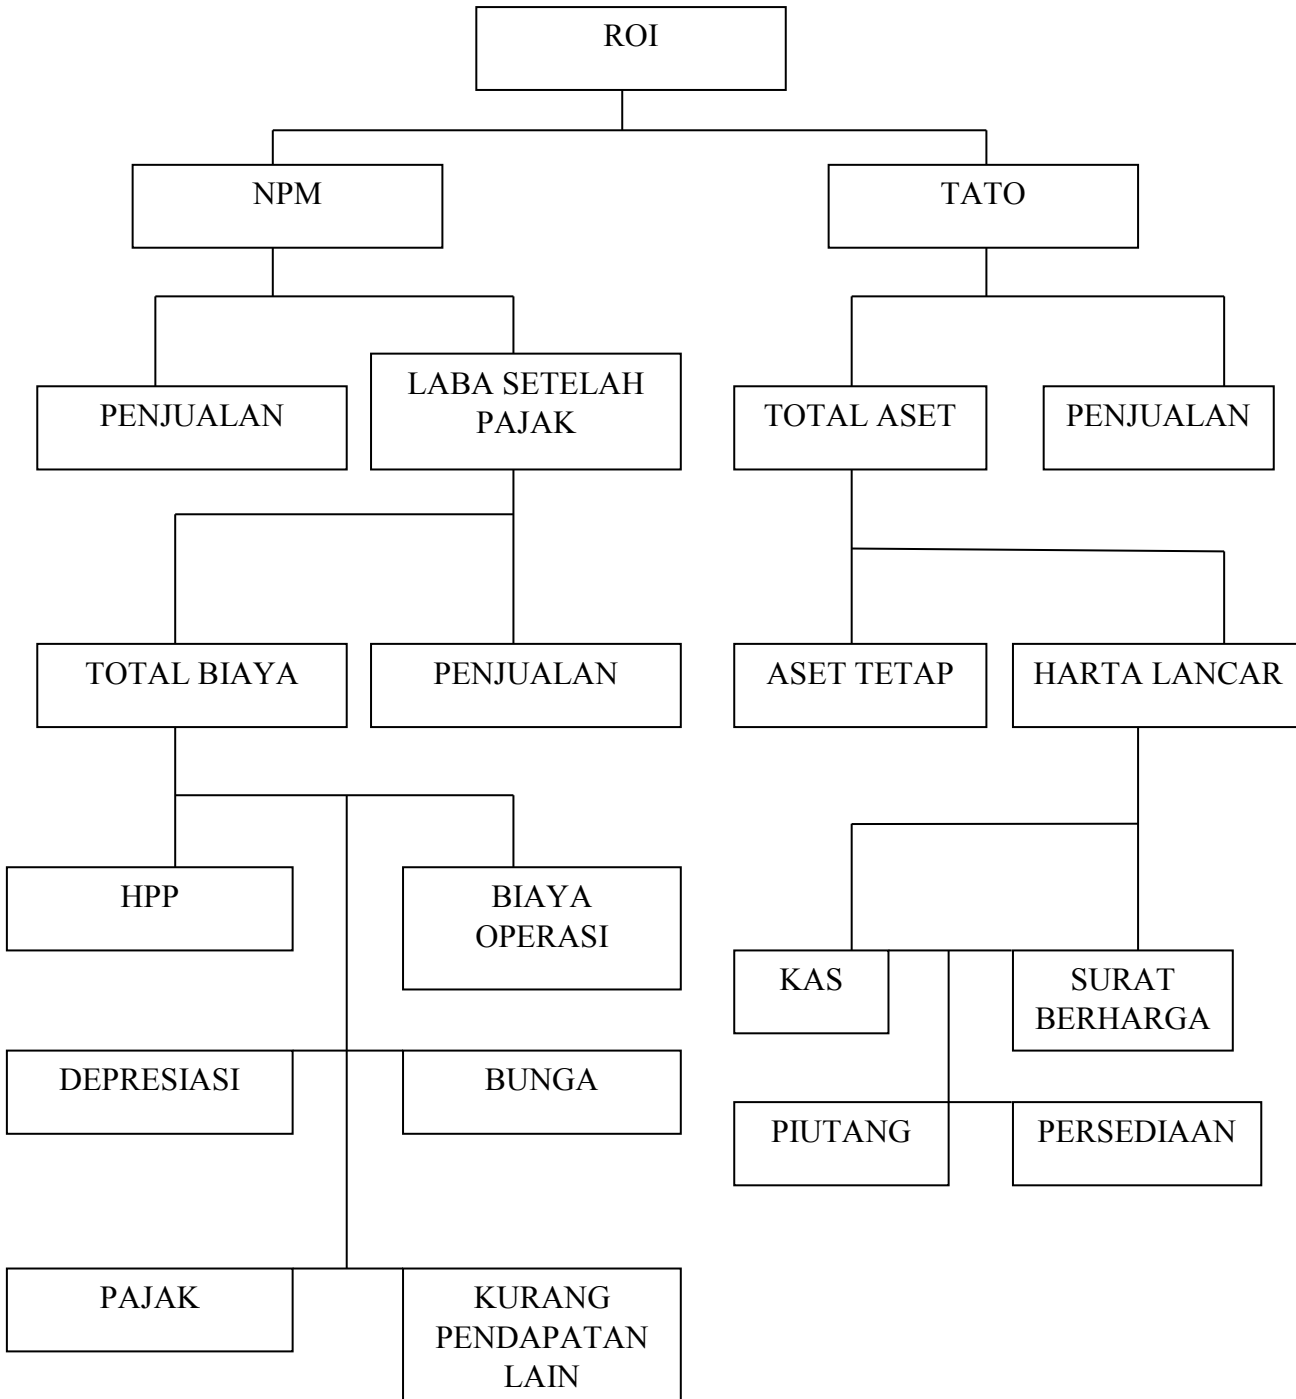 ROI
NPM
TATO
PENJUALAN
LABA SETELAH
PAJAK
TOTAL ASET
PENJUALAN
TOTAL BIAYA
PENJUALAN
ASET TETAP
HARTA LANCAR
HPP
BIAYA
OPERASI
KAS
SURAT
BERHARGA
DEPRESIASI
BUNGA
PIUTANG
PERSEDIAAN
PAJAK
KURANG
PENDAPATAN
LAIN